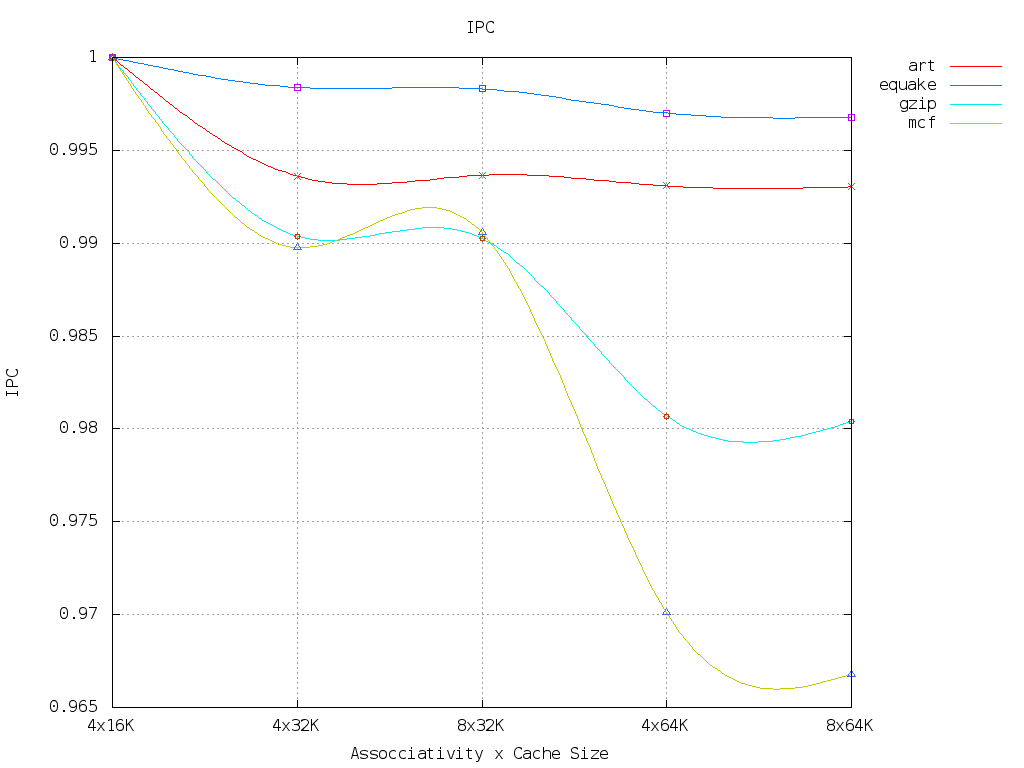 IPC
art
equake
gzip
mcf
1
0.995
0.99
0.985
0.98
0.975
0.97
0.965
IPC
4x16K 4x32K 8x32K 4x64K 8x64K
Assocciativity x Cache Size